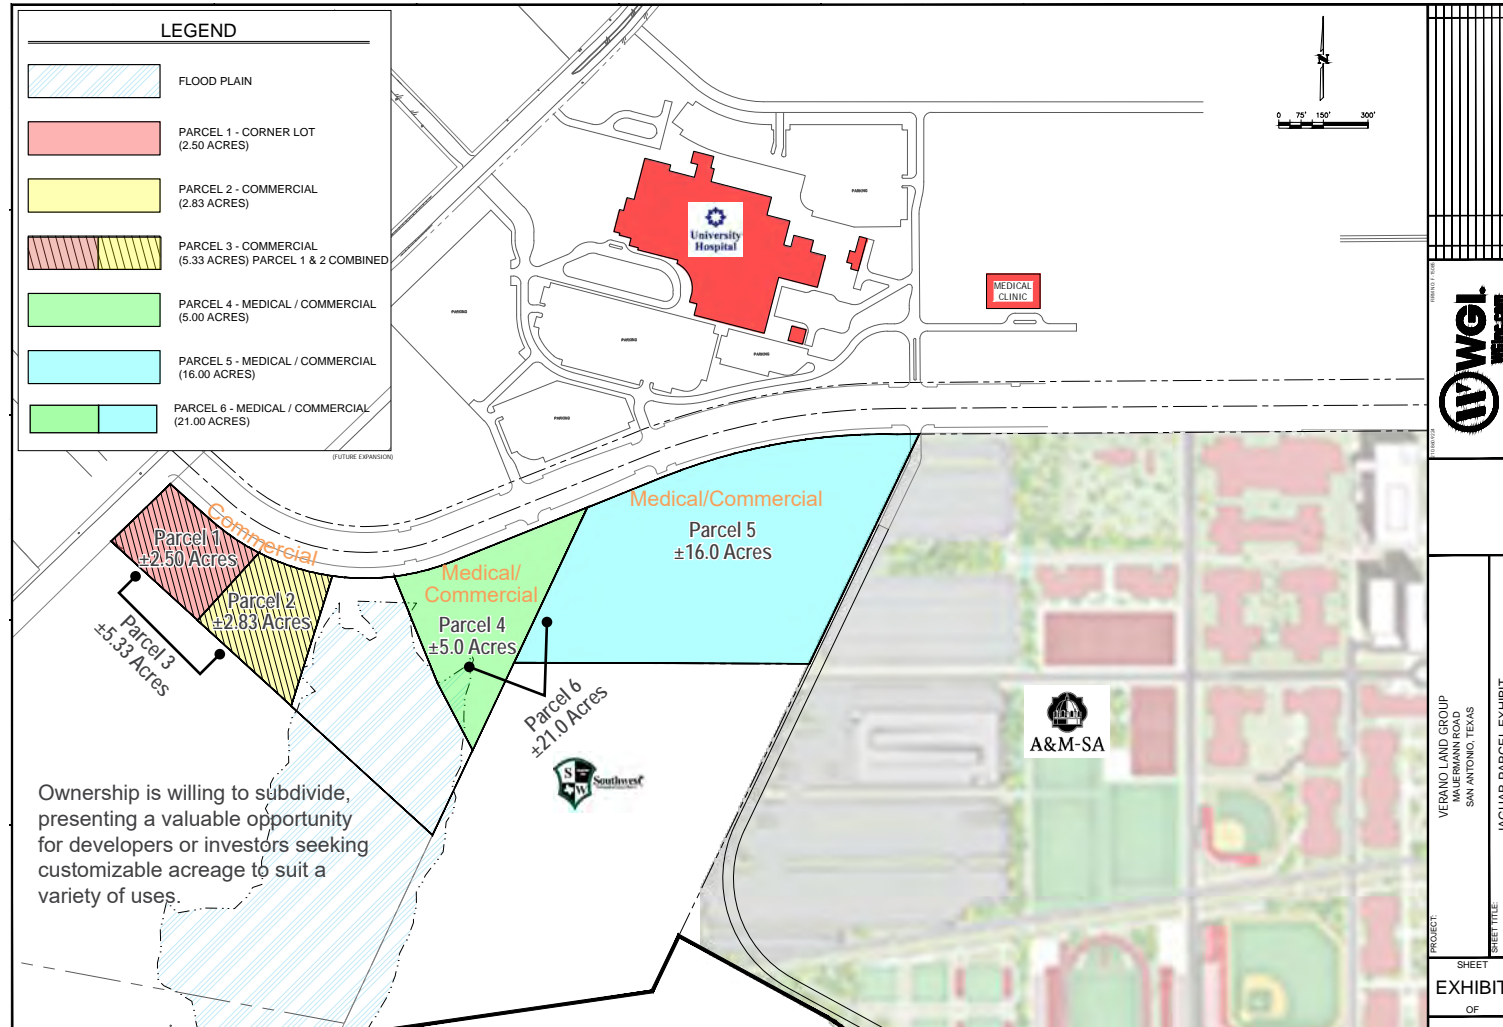 LEGEND
FLOOD PLAIN
PARCEL 1 - CORNER LOT
(2.50 ACRES)
PARCEL 2 - COMMERCIAL
(2.83 ACRES)
PARCEL 3 - COMMERCIAL
(5.33 ACRES) PARCEL 1 & 2 COMBINED
PARCEL 4 - MEDICAL / COMMERCIAL
(5.00 ACRES)
PARCEL 5 - MEDICAL / COMMERCIAL
(16.00 ACRES)
PARCEL 6 - MEDICAL / COMMERCIAL
(21.00 ACRES)
(FUTURE EXPANSION)
N
0 75' 150' 300'
University
Hospital
MEDICAL
CLINIC
PARKING
PARKING
PARKING
PARKING
PARKING
Commercial
Parcel 1
±2.50 Acres
Parcel 2
±2.83 Acres
Parcel 3
±5.33 Acres
Medical/
Commercial
Parcel 4
±5.0 Acres
Medical/Commercial
Parcel 5
±16.0 Acres
Parcel 6
±21.0 Acres
S
W
Southwest
A&M-SA
Ownership is willing to subdivide,
presenting a valuable opportunity
for developers or investors seeking
customizable acreage to suit a
variety of uses.
WGI
PROJECT:
VERANO LAND GROUP
MAUERMANN ROAD
SAN ANTONIO, TEXAS
SHEET TITLE:
JAGUAR PARCEL EXHIBIT
SHEET
EXHIBIT
OF